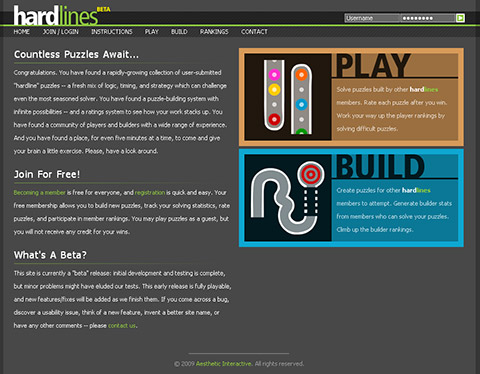 hardlines BETA
Username ••••••••
HOME JOIN / LOGIN INSTRUCTIONS PLAY BUILD RANKINGS CONTACT
Countless Puzzles Await...
Congratulations. You have found a rapidly-growing collection of user-submitted
"hardline" puzzles -- a fresh mix of logic, timing, and strategy which can challenge
even the most seasoned solver. You have found a puzzle-building system with
infinite possibilities -- and a ratings system to see how your work stacks up. You
have found a community of players and builders with a wide range of experience.
And you have found a place, for even five minutes at a time, to come and give
your brain a little exercise. Please, have a look around.
Join For Free!
Becoming a member is free for everyone, and registration is quick and easy. Your
free membership allows you to build new puzzles, track your solving statistics, rate
puzzles, and participate in member rankings. You may play puzzles as a guest, but
you will not receive any credit for your wins.
What's A Beta?
This site is currently a "beta" release: initial development and testing is complete,
but minor problems might have eluded our tests. This early release is fully playable,
and new features/fixes will be added as we finish them. If you come across a bug,
discover a usability issue, think of a new feature, invent a better site name, or
have any other comments -- please contact us.
PLAY
Solve puzzles built by other hardlines
members. Rate each puzzle after you win.
Work your way up the player rankings by
solving difficult puzzles.
BUILD
Create puzzles for other hardlines
members to attempt. Generate builder stats
from members who can solve your puzzles.
Climb up the builder rankings.
© 2009 Aesthetic Interactive. All rights reserved.